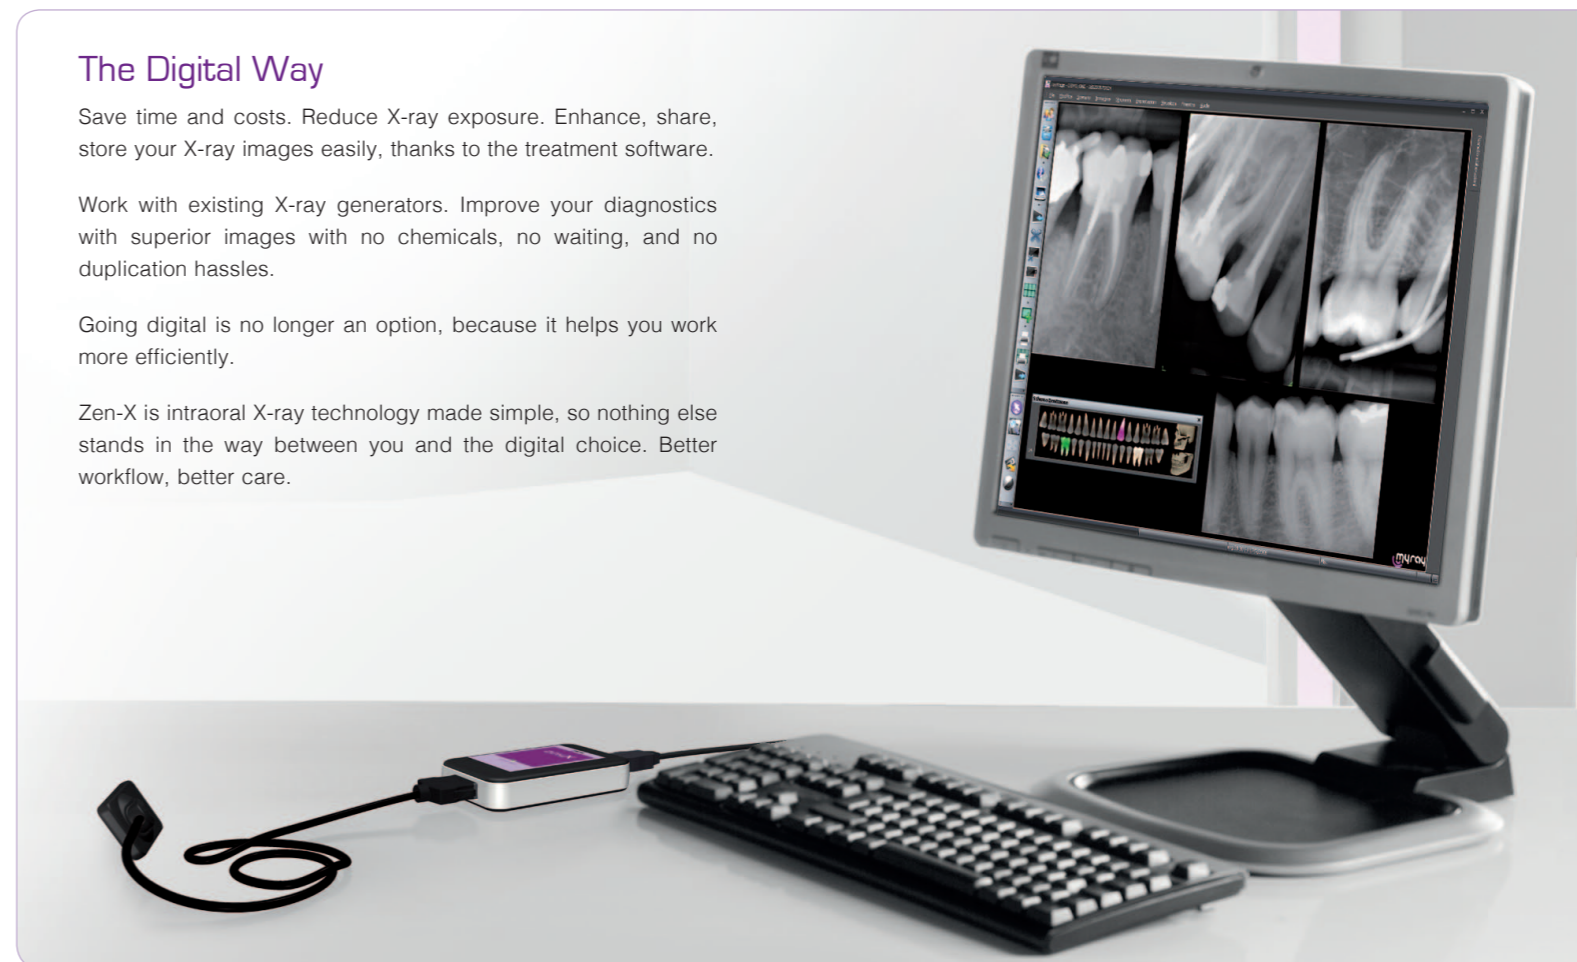 The Digital Way
Save time and costs. Reduce X-ray exposure. Enhance, share,
store your X-ray images easily, thanks to the treatment software.
Work with existing X-ray generators. Improve your diagnostics
with superior images with no chemicals, no waiting, and no
duplication hassles.
Going digital is no longer an option, because it helps you work
more efficiently.
Zen-X is intraoral X-ray technology made simple, so nothing else
stands in the way between you and the digital choice. Better
workflow, better care.
myray